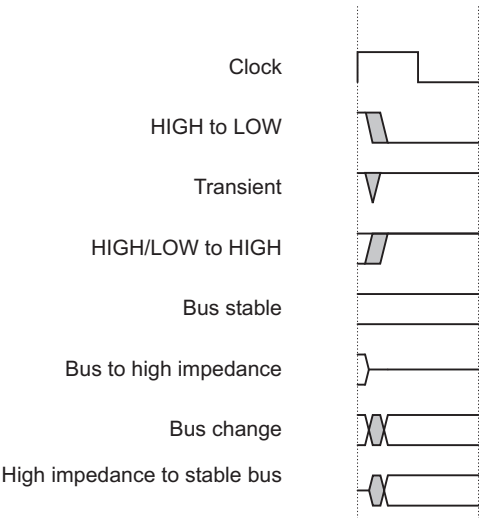 Clock
HIGH to LOW
Transient
HIGH/LOW to HIGH
Bus stable
Bus to high impedance
Bus change
High impedance to stable bus